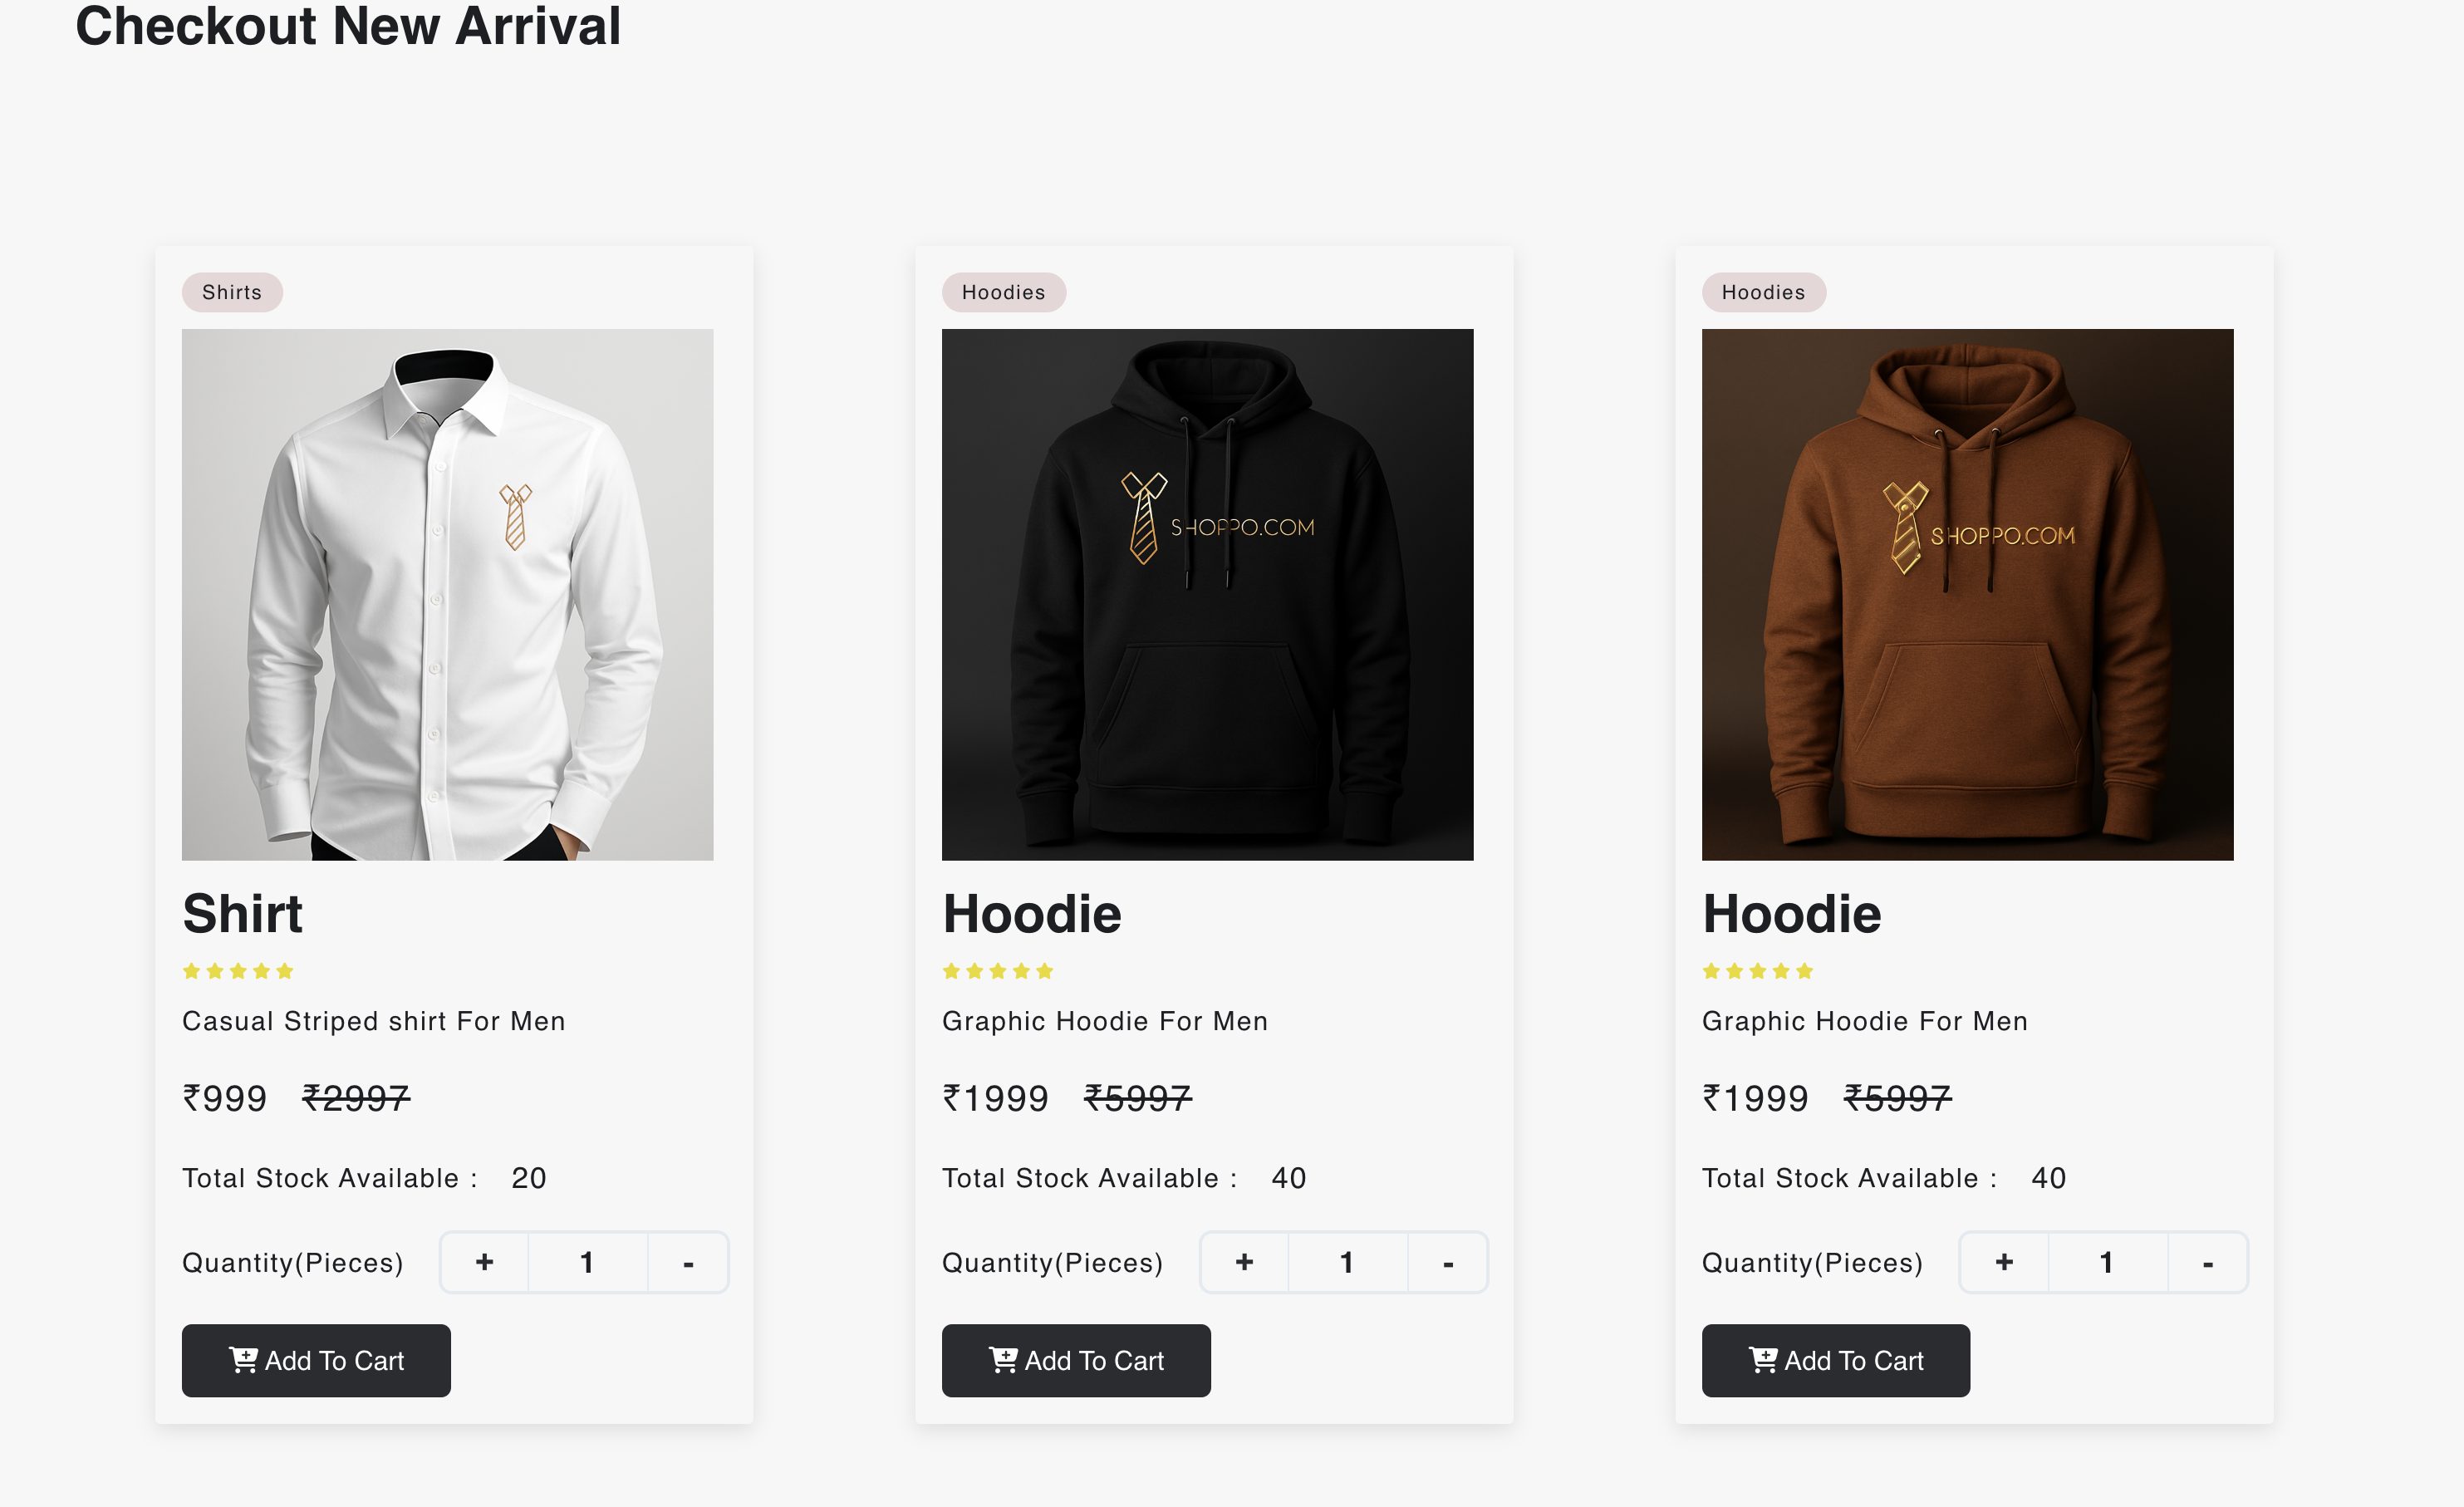 Checkout New Arrival
Shirts
Shirt
Casual Striped shirt For Men
₹999 ₹2997
Total Stock Available : 20
Quantity(Pieces) + 1 -
Add To Cart
Hoodies
SHOPPO.COM
Hoodie
Graphic Hoodie For Men
₹1999 ₹5997
Total Stock Available : 40
Quantity(Pieces) + 1 -
Add To Cart
Hoodies
SHOPPO.COM
Hoodie
Graphic Hoodie For Men
₹1999 ₹5997
Total Stock Available : 40
Quantity(Pieces) + 1 -
Add To Cart